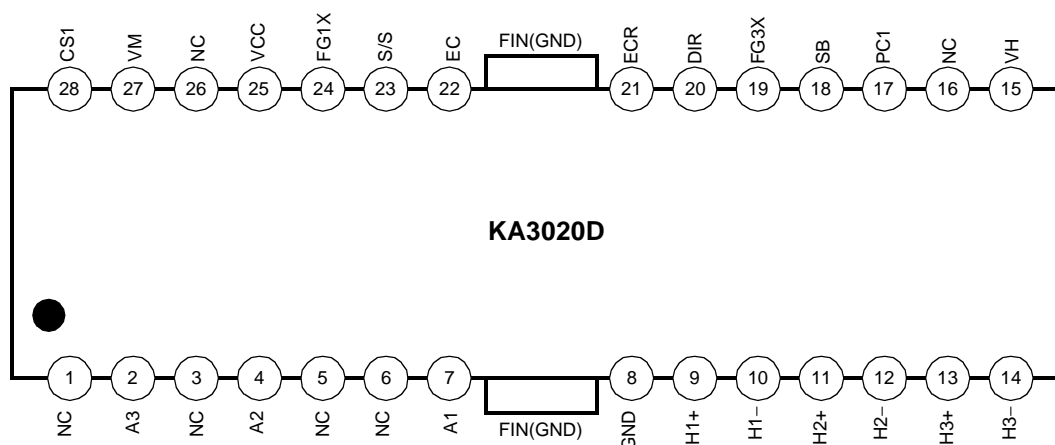 CS1 VM NC VCC FG1X S/S EC FIN(GND) ECR DIR FG3X SB PC1 NC VH
28 27 26 25 24 23 22 21 20 19 18 17 16 15
KA3020D
1 2 3 4 5 6 7 8 9 10 11 12 13 14
NC A3 NC A2 NC NC A1 FIN(GND) GND H1+ H1− H2+ H2− H3+ H3−